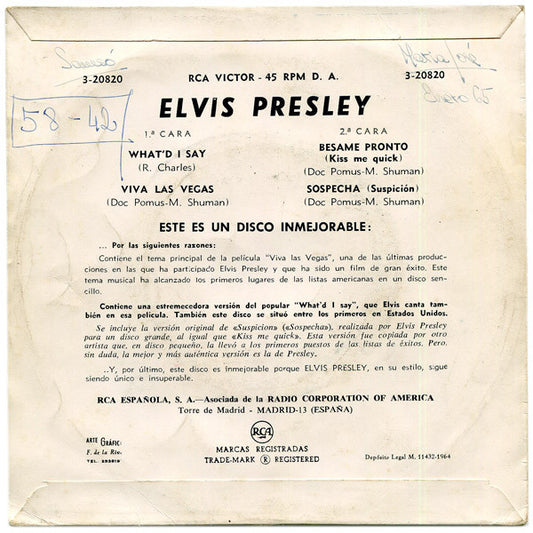 3-20820
RCA VICTOR - 45 RPM D. A.
María José
3-20820
Enero 65
58-42
ELVIS PRESLEY
1.ª CARA
WHAT'D I SAY
(R. Charles)
VIVA LAS VEGAS
(Doc Pomus-M. Shuman)
2.ª CARA
BESAME PRONTO
(Kiss me quick)
(Doc Pomus-M. Shuman)
SOSPECHA (Suspición)
(Doc Pomus-M. Shuman)
ESTE ES UN DISCO INMEJORABLE:
... Por las siguientes razones:
Contiene el tema principal de la película "Viva las Vegas", una de las últimas produc-
ciones en las que ha participado Elvis Presley y que ha sido un film de gran éxito. Este
tema musical ha alcanzado los primeros lugares de las listas americanas en un disco sen-
cillo.
Contiene una estremecedora versión del popular "What'd I say", que Elvis canta tam-
bién en esa película. También este disco se situó entre los primeros en Estados Unidos.
Se incluye la versión original de «Suspicion» («Sospecha»), realizada por Elvis Presley
para un disco grande, al igual que «Kiss me quick». Esta versión fue copiada por otro
artista que, en disco pequeño, la llevó a los primeros puestos de las listas de éxitos. Pero,
sin duda, la mejor y más auténtica versión es la de Presley.
..Y, por último, este disco es inmejorable porque ELVIS PRESLEY, en su estilo, sigue
siendo único e insuperable.
RCA ESPAÑOLA, S. A.—Asociada de la RADIO CORPORATION OF AMERICA
Torre de Madrid - MADRID-13 (ESPAÑA)
RCA
MARCAS REGISTRADAS
TRADE-MARK ® REGISTERED
ARTE GRÁFIC:
F. de la Rio.
Depósito Legal M. 11432-1964